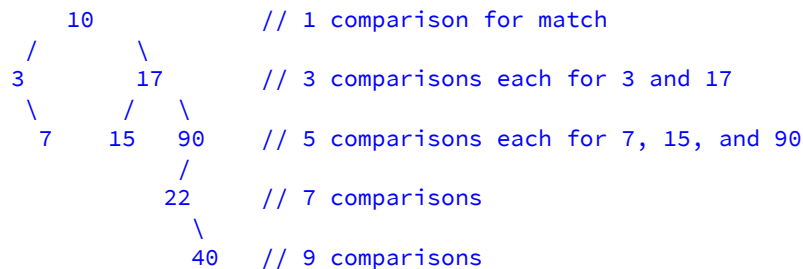 10 // 1 comparison for match
/ \
3 17 // 3 comparisons each for 3 and 17
\ / \
7 15 90 // 5 comparisons each for 7, 15, and 90
/
22 // 7 comparisons
\
40 // 9 comparisons